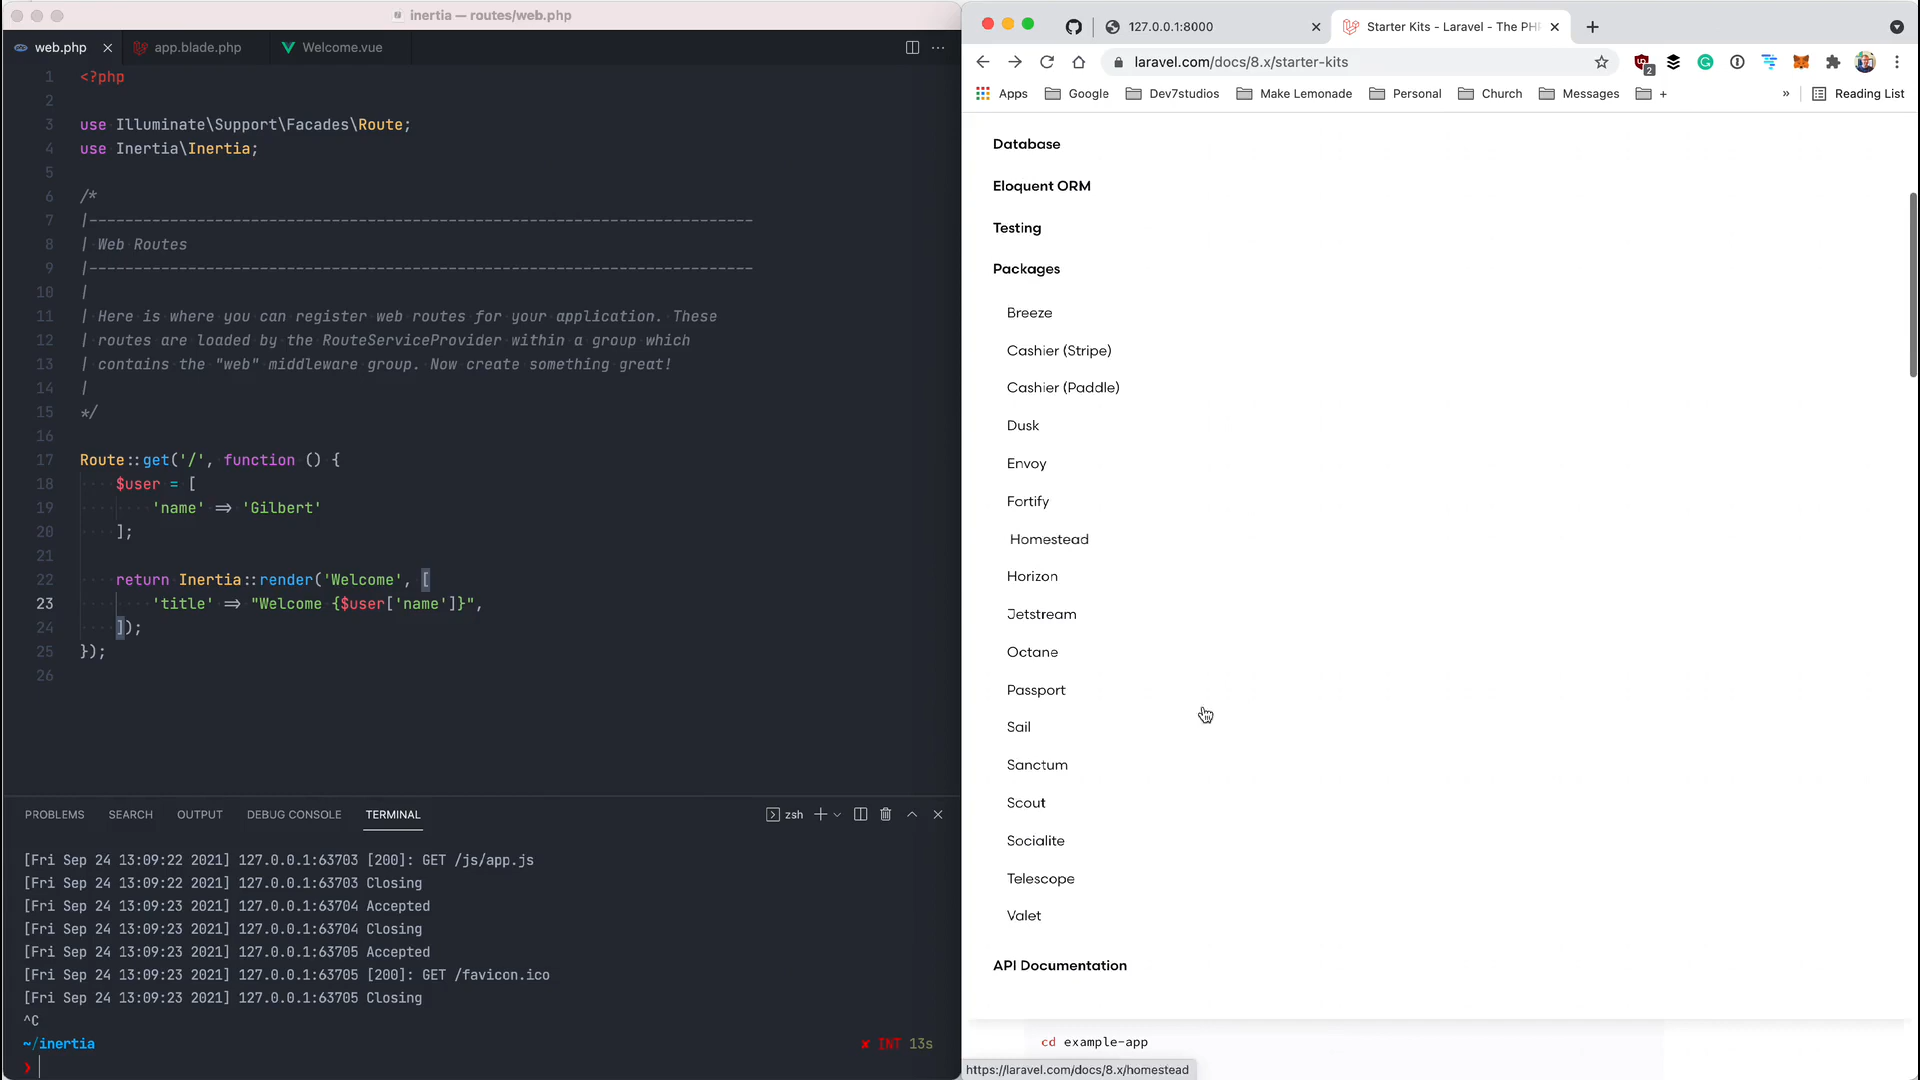 inertia — routes/web.php
web.php
app.blade.php
Welcome.vue
1 <?php
2
3 use Illuminate\Support\Facades\Route;
4 use Inertia\Inertia;
5
6 /*
7 |--------------------------------------------------------------------------
8 | Web Routes
9 |--------------------------------------------------------------------------
10 |
11 | Here is where you can register web routes for your application. These
12 | routes are loaded by the RouteServiceProvider within a group which
13 | contains the "web" middleware group. Now create something great!
14 |
15 */
16
17 Route::get('/', function () {
18 $user = [
19 'name' => 'Gilbert'
20 ];
21
22 return Inertia::render('Welcome', [
23 'title' => "Welcome {$user['name']}",
24 ]);
25 });
26
PROBLEMS SEARCH OUTPUT DEBUG CONSOLE TERMINAL
zsh
[Fri Sep 24 13:09:22 2021] 127.0.0.1:63703 [200]: GET /js/app.js
[Fri Sep 24 13:09:22 2021] 127.0.0.1:63703 Closing
[Fri Sep 24 13:09:23 2021] 127.0.0.1:63704 Accepted
[Fri Sep 24 13:09:23 2021] 127.0.0.1:63704 Closing
[Fri Sep 24 13:09:23 2021] 127.0.0.1:63705 Accepted
[Fri Sep 24 13:09:23 2021] 127.0.0.1:63705 [200]: GET /favicon.ico
[Fri Sep 24 13:09:23 2021] 127.0.0.1:63705 Closing
^C
~/inertia ✘ INT 13s
❯
127.0.0.1:8000
Starter Kits - Laravel - The PH
laravel.com/docs/8.x/starter-kits
2
Apps Google Dev7studios Make Lemonade Personal Church Messages + » Reading List
Database
Eloquent ORM
Testing
Packages
Breeze
Cashier (Stripe)
Cashier (Paddle)
Dusk
Envoy
Fortify
Homestead
Horizon
Jetstream
Octane
Passport
Sail
Sanctum
Scout
Socialite
Telescope
Valet
API Documentation
cd example-app
https://laravel.com/docs/8.x/homestead